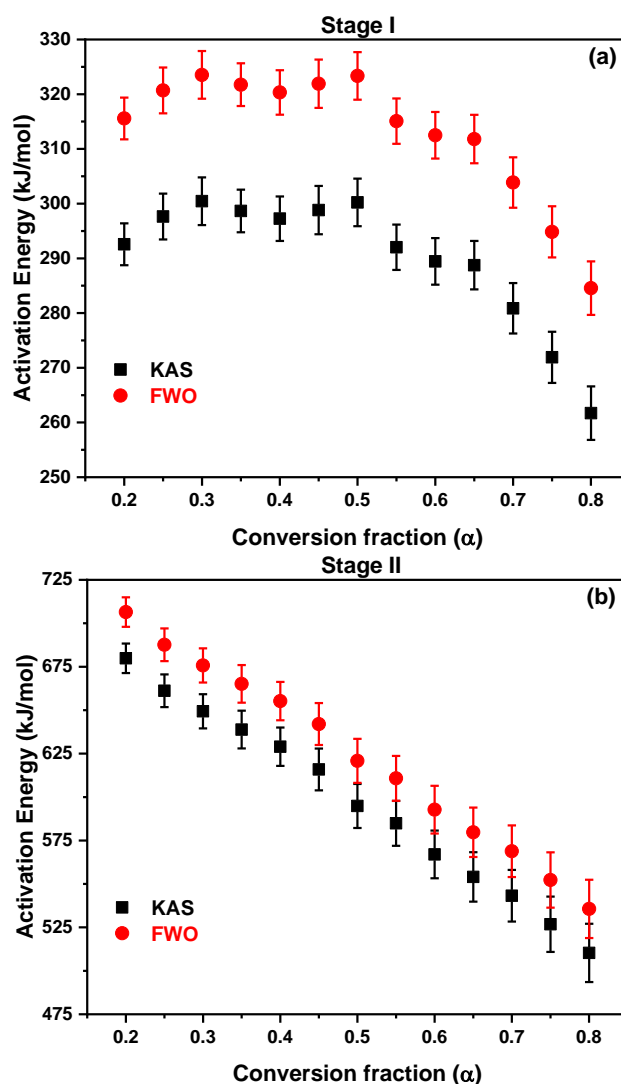 Stage I
(a)
330
320
310
300
290
280
270
260
250
Activation Energy (kJ/mol)
KAS
FWO
0.2 0.3 0.4 0.5 0.6 0.7 0.8
Conversion fraction (α)
Stage II
(b)
725
675
625
575
525
475
Activation Energy (kJ/mol)
KAS
FWO
0.2 0.3 0.4 0.5 0.6 0.7 0.8
Conversion fraction (α)